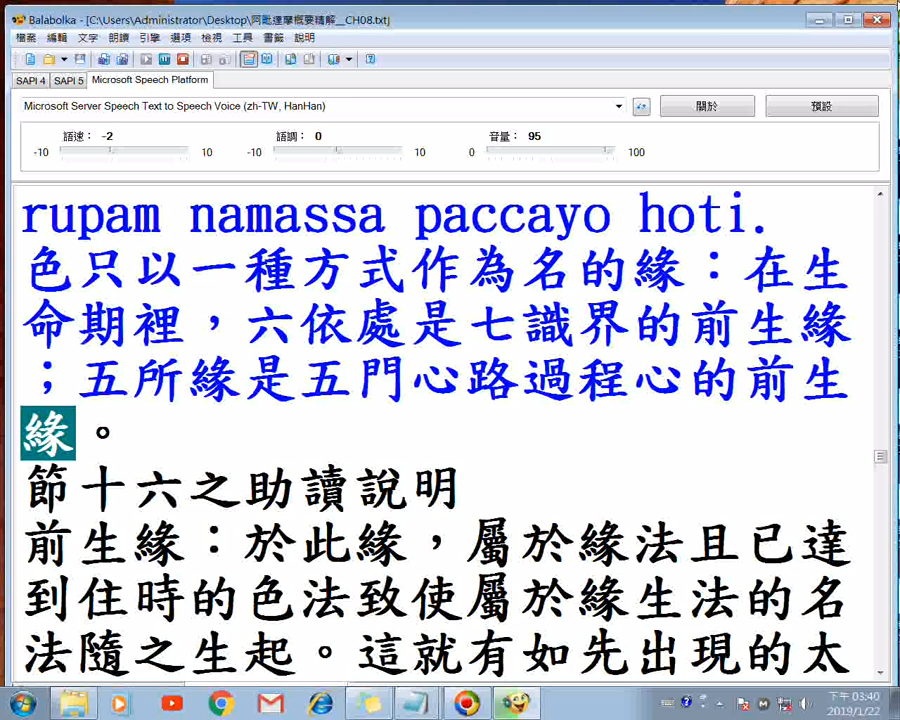 Balabolka - [C:\Users\Administrator\Desktop\阿毗達摩概要精解__CH08.txt]
檔案 編輯 文字 朗讀 引擎 選項 檢視 工具 書籤 說明
SAPI 4 SAPI 5 Microsoft Speech Platform
Microsoft Server Speech Text to Speech Voice (zh-TW, HanHan) 關於 預設
語速： -2 語調： 0 音量： 95
-10 10 -10 10 0 100
rupam namassa paccayo hoti.
色只以一種方式作為名的緣：在生
命期裡，六依處是七識界的前生緣
；五所緣是五門心路過程心的前生
緣。
節十六之助讀說明
前生緣：於此緣，屬於緣法且已達
到住時的色法致使屬於緣生法的名
法隨之生起。這就有如先出現的太
下午 03:40
2019/1/22